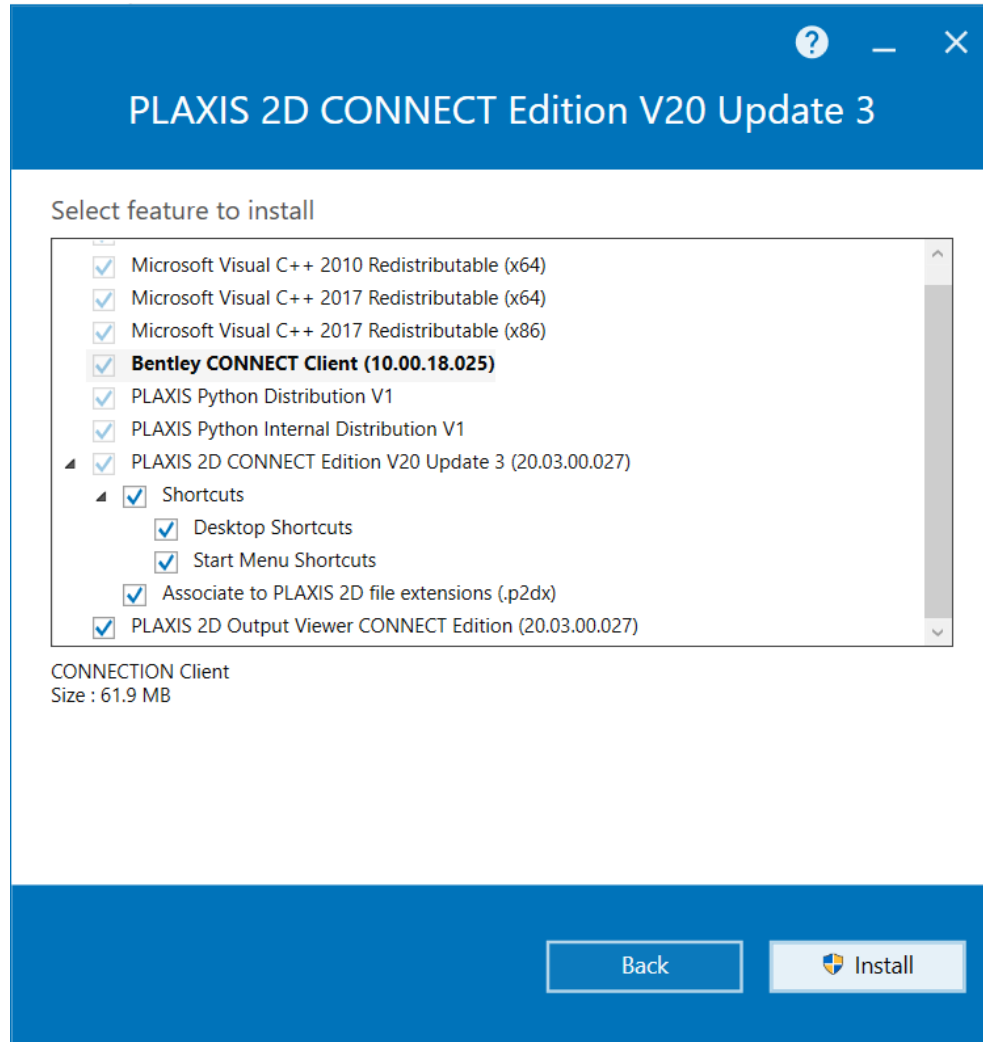 PLAXIS 2D CONNECT Edition V20 Update 3
Select feature to install
Microsoft Visual C++ 2010 Redistributable (x64)
Microsoft Visual C++ 2017 Redistributable (x64)
Microsoft Visual C++ 2017 Redistributable (x86)
Bentley CONNECT Client (10.00.18.025)
PLAXIS Python Distribution V1
PLAXIS Python Internal Distribution V1
PLAXIS 2D CONNECT Edition V20 Update 3 (20.03.00.027)
Shortcuts
Desktop Shortcuts
Start Menu Shortcuts
Associate to PLAXIS 2D file extensions (.p2dx)
PLAXIS 2D Output Viewer CONNECT Edition (20.03.00.027)
CONNECTION Client
Size : 61.9 MB
Back
Install